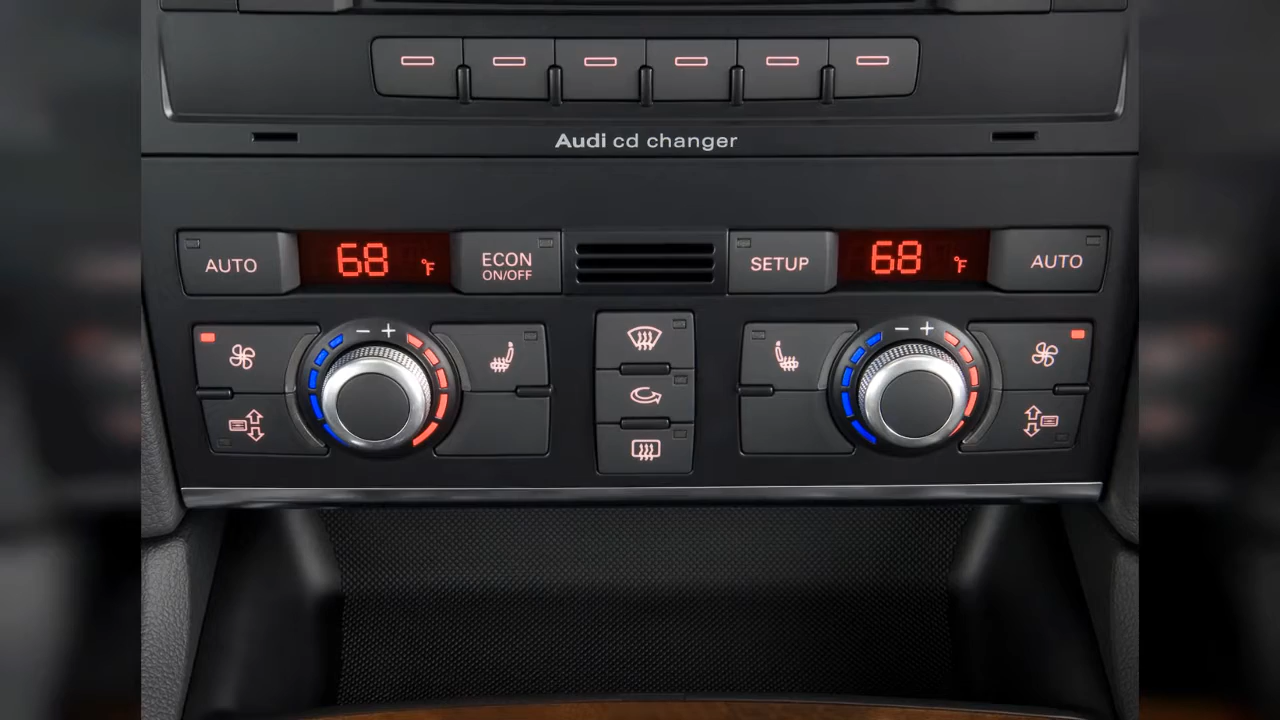 Audi cd changer
AUTO
68 °F
ECON
ON/OFF
SETUP
68 °F
AUTO
− +
− +